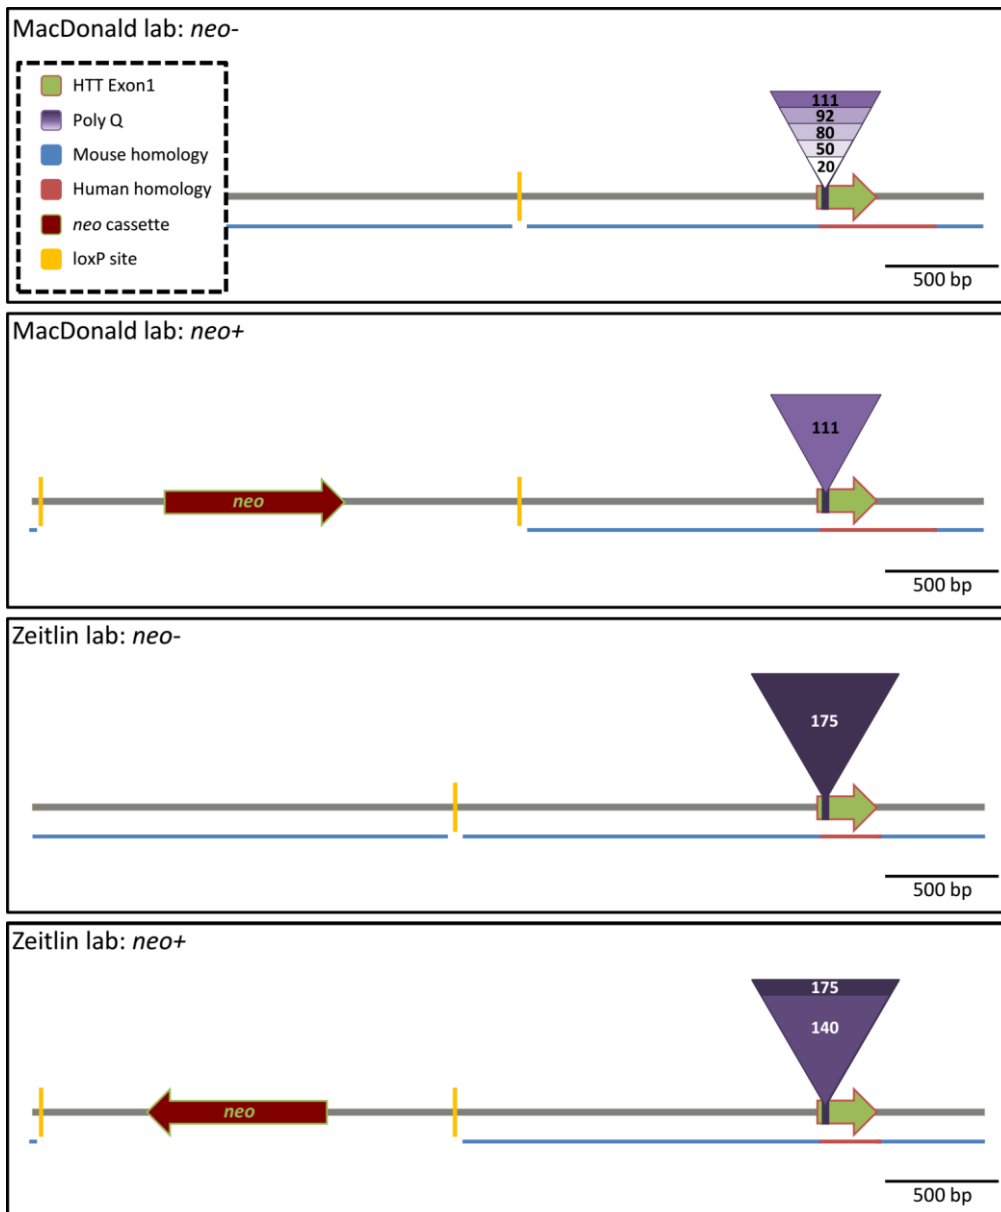 MacDonald lab: neo-
HTT Exon1
Poly Q
Mouse homology
Human homology
neo cassette
loxP site
111
92
80
50
20
500 bp
MacDonald lab: neo+
111
neo
500 bp
Zeitlin lab: neo-
175
500 bp
Zeitlin lab: neo+
175
140
neo
500 bp